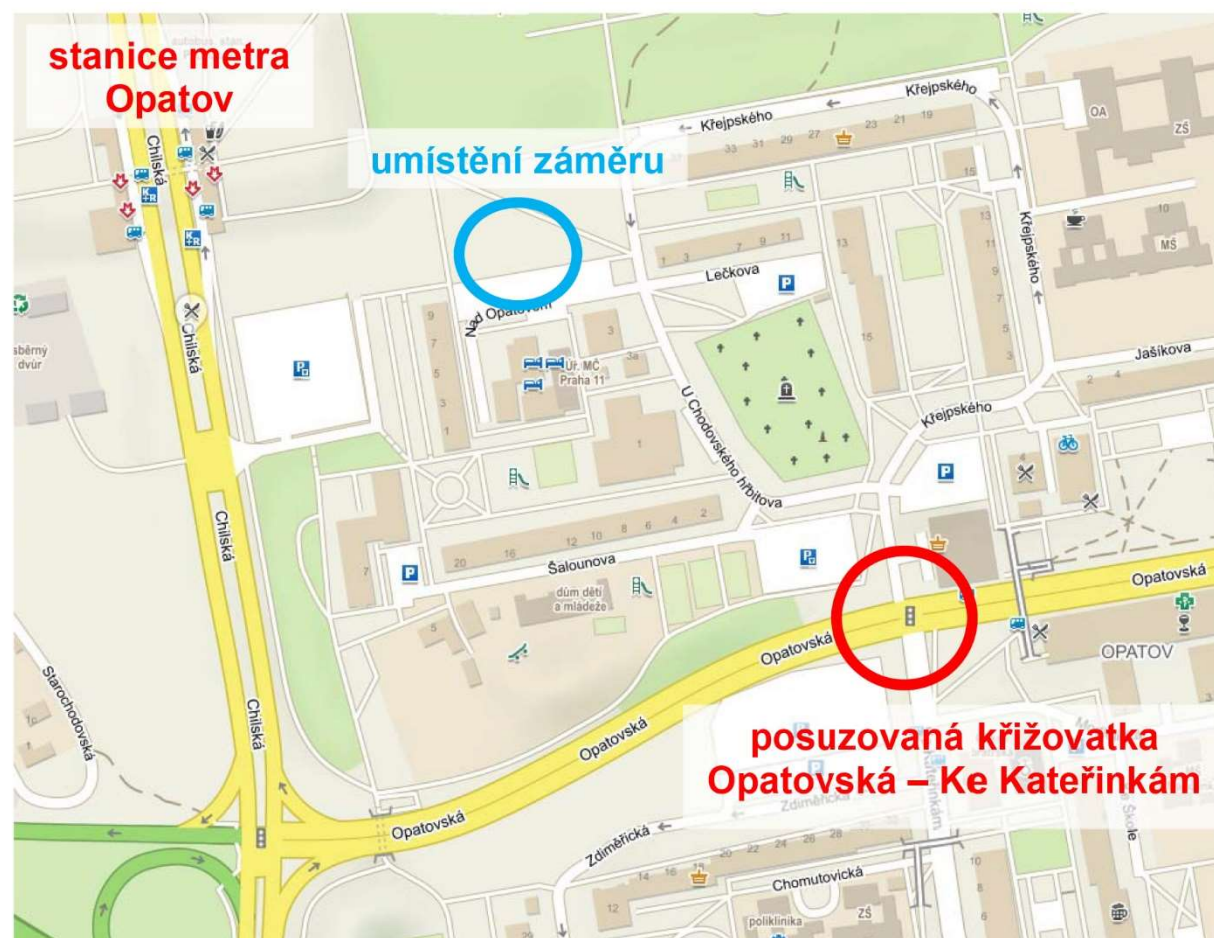 stanice metra
Opatov
umístění záměru
posuzovaná křižovatka
Opatovská – Ke Kateřinkám
Křejpského
Křejpského
33 31 29 27 23 21 19
OA
ZŠ
15
Chilská
K+R
K+R
1 3 7 9 11
13
13
11
9
7
5
3
Křejpského
10
MŠ
Lečkova
P
Nad Opatovem
9
7
5
3
1
3
3a
Úř. MČ
Praha 11
1
15
Chilská
sběrný
dvůr
P
Jašíkova
2 4
Křejpského
U Chodovského hřbitova
4
P
Chilská
20 16 12 10 8 6 4 2
Šalounova
7
P
P
dům dětí
a mládeže
5
Opatovská
Opatovská
OPATOV
Starochodovská
Chilská
Opatovská
Opatovská
Zdiměřická
Zdiměřická
14 16 18 20 22 24 26 28
Chomutovická
12
poliklinika
ZŠ
10
8
6
29
Škole